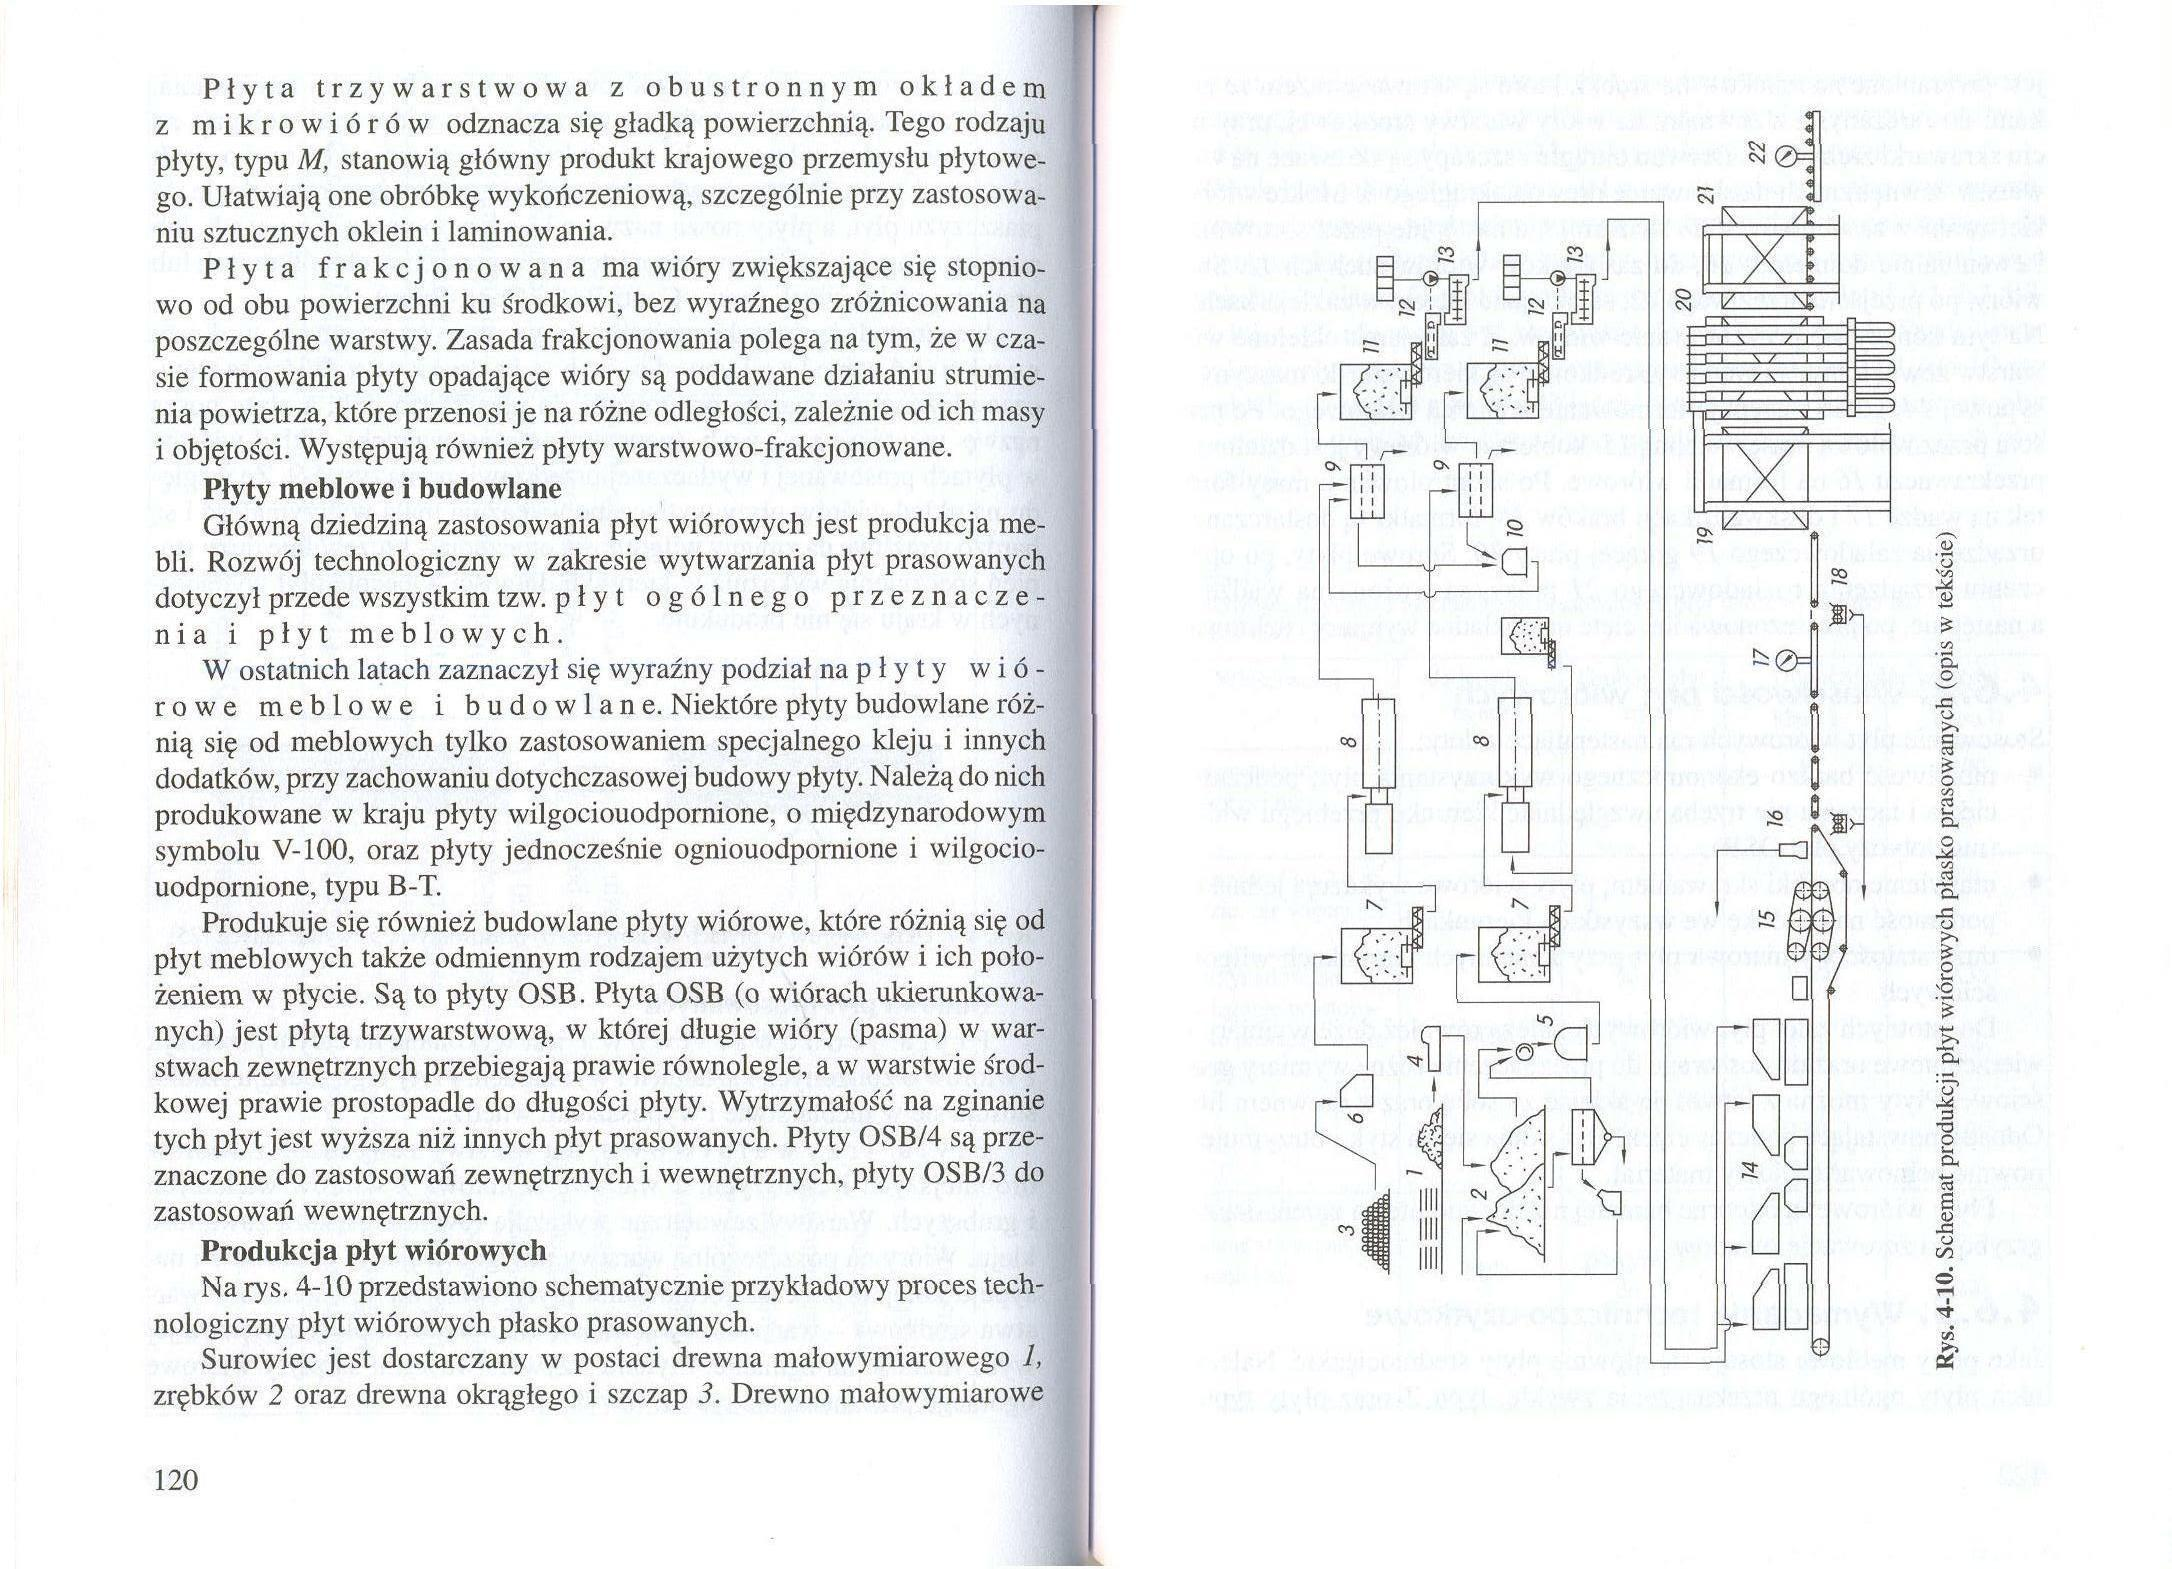 Płyta trzywarstwowa z obustronnym okładem
z mikrowiórów odznacza się gładką powierzchnią. Tego rodzaju
płyty, typu M, stanowią główny produkt krajowego przemysłu płytowe-
go. Ułatwiają one obróbkę wykończeniową, szczególnie przy zastosowa-
niu sztucznych oklein i laminowania.
Płyta frakcjonowana ma wióry zwiększające się stopnio-
wo od obu powierzchni ku środkowi, bez wyraźnego zróżnicowania na
poszczególne warstwy. Zasada frakcjonowania polega na tym, że w cza-
sie formowania płyty opadające wióry są poddawane działaniu strumie-
nia powietrza, które przenosi je na różne odległości, zależnie od ich masy
i objętości. Występują również płyty warstwowo-frakcjonowane.
Płyty meblowe i budowlane
Główną dziedziną zastosowania płyt wiórowych jest produkcja me-
bli. Rozwój technologiczny w zakresie wytwarzania płyt prasowanych
dotyczył przede wszystkim tzw. płyt ogólnego przeznacze-
nia i płyt meblowych.
W ostatnich latach zaznaczył się wyraźny podział na płyty wió-
rowe meblowe i budowlane. Niektóre płyty budowlane róż-
nią się od meblowych tylko zastosowaniem specjalnego kleju i innych
dodatków, przy zachowaniu dotychczasowej budowy płyty. Należą do nich
produkowane w kraju płyty wilgociouodpornione, o międzynarodowym
symbolu V-100, oraz płyty jednocześnie ogniouodpornione i wilgocio-
uodpornione, typu B-T.
Produkuje się również budowlane płyty wiórowe, które różnią się od
płyt meblowych także odmiennym rodzajem użytych wiórów i ich poło-
żeniem w płycie. Są to płyty OSB. Płyta OSB (o wiórach ukierunkowa-
nych) jest płytą trzywarstwową, w której długie wióry (pasma) w war-
stwach zewnętrznych przebiegają prawie równolegle, a w warstwie środ-
kowej prawie prostopadle do długości płyty. Wytrzymałość na zginanie
tych płyt jest wyższa niż innych płyt prasowanych. Płyty OSB/4 są prze-
znaczone do zastosowań zewnętrznych i wewnętrznych, płyty OSB/3 do
zastosowań wewnętrznych.
Produkcja płyt wiórowych
Na rys. 4-10 przedstawiono schematycznie przykładowy proces tech-
nologiczny płyt wiórowych płasko prasowanych.
Surowiec jest dostarczany w postaci drewna małowymiarowego 1,
zrębków 2 oraz drewna okrągłego i szczap 3. Drewno małowymiarowe
120
3
6
1
4
2
5
7
7
8
8
9
9
10
11
11
12
12
13
13
14
15
16
17
18
19
20
21
22
Rys. 4-10. Schemat produkcji płyt wiórowych płasko prasowanych (opis w tekście)